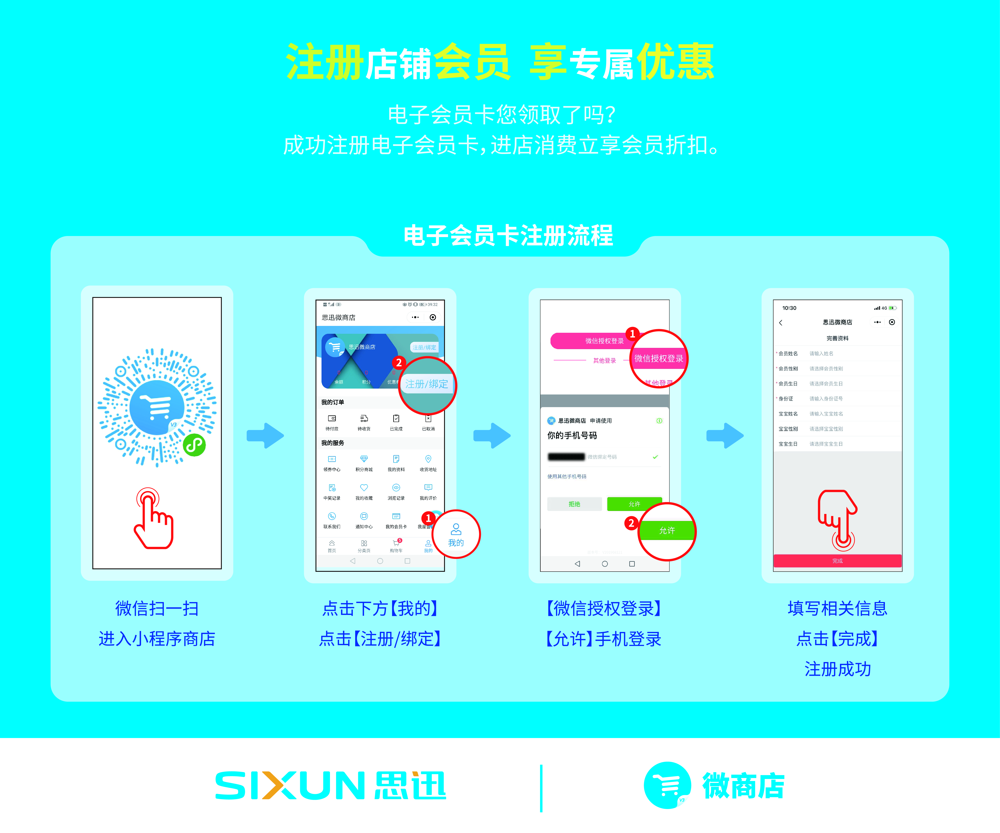 注册店铺会员 享专属优惠
电子会员卡您领取了吗?
成功注册电子会员卡,进店消费立享会员折扣。
电子会员卡注册流程
V3
微信扫一扫
进入小程序商店
09:32
思迅微商店
思迅微商店
注册/绑定
2
0 0 0
余额 积分 优惠券
注册/绑定
我的订单
待付款 待收货 已完成 已取消
我的服务
领券中心 积分商城 我的资料 收货地址
中奖记录 我的收藏 浏览记录 我的评价
VIP
联系我们 通知中心 我的会员卡 我是
1
我的
5
首页 分类页 购物车 我的
点击下方【我的】
点击【注册/绑定】
1
微信授权登录
微信授权登录
其他登录
其他登录
思迅微商店 申请使用
你的手机号码
微信绑定号码
使用其他手机号码
拒绝 允许
2
允许
【微信授权登录】
【允许】手机登录
10:30 4G
思迅微商店
完善资料
* 会员姓名 请输入姓名
* 会员性别 请选择会员性别
* 会员生日 请选择会员生日
* 身份证 请输入身份证号
宝宝姓名 请输入宝宝姓名
宝宝性别 请选择宝宝性别
宝宝生日 请选择宝宝生日
完成
填写相关信息
点击【完成】
注册成功
SIXUN 思迅
V3
微商店